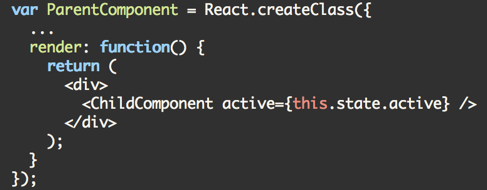 var ParentComponent = React.createClass({
  ...
  render: function() {
    return (
      <div>
        <ChildComponent active={this.state.active} />
      </div>
    );
  }
});